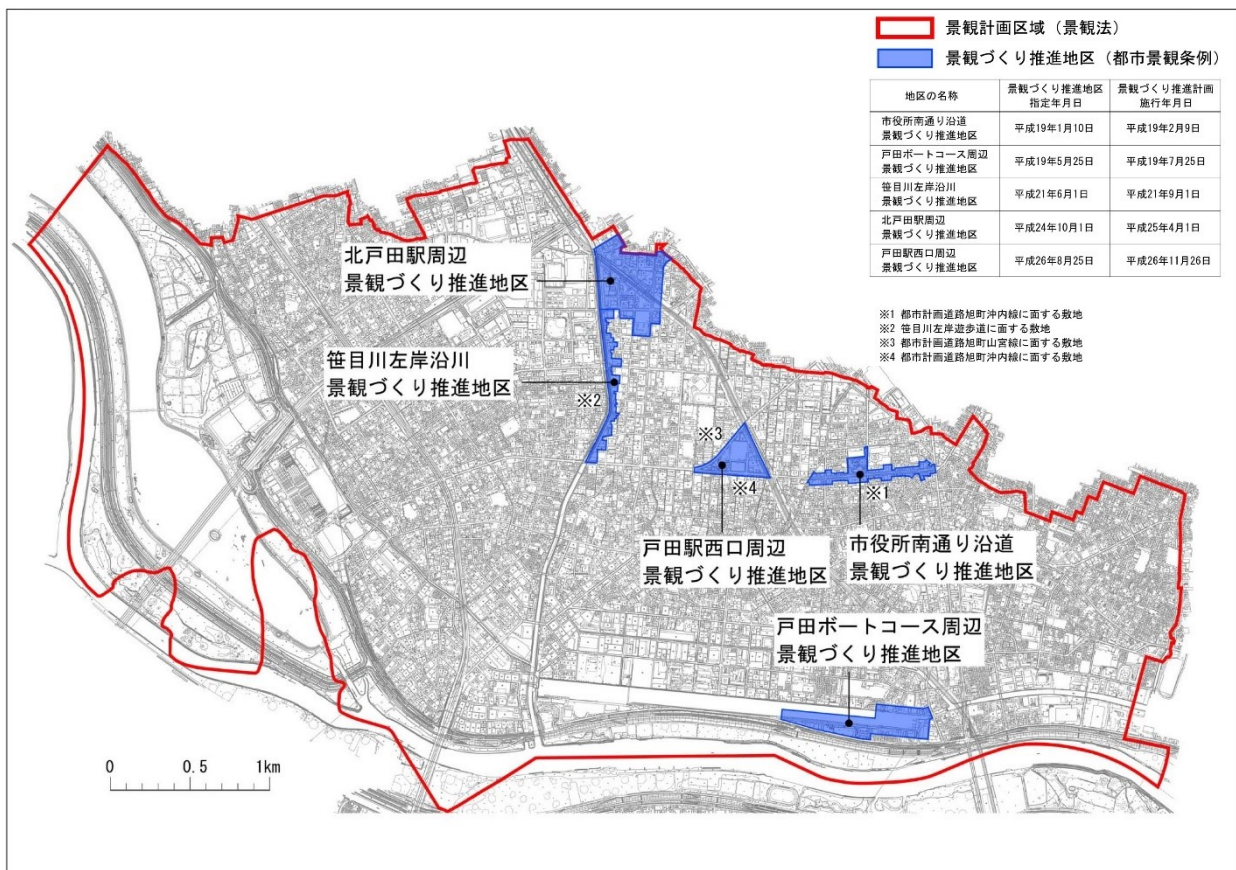 景観計画区域（景観法）
景観づくり推進地区（都市景観条例）
地区の名称
景観づくり推進地区
指定年月日
景観づくり推進計画
施行年月日
市役所南通り沿道
景観づくり推進地区
平成19年1月10日
平成19年2月9日
戸田ボートコース周辺
景観づくり推進地区
平成19年5月25日
平成19年7月25日
笹目川左岸沿川
景観づくり推進地区
平成21年6月1日
平成21年9月1日
北戸田駅周辺
景観づくり推進地区
平成24年10月1日
平成25年4月1日
戸田駅西口周辺
景観づくり推進地区
平成26年8月25日
平成26年11月26日
※1 都市計画道路旭町沖内線に面する敷地
※2 笹目川左岸遊歩道に面する敷地
※3 都市計画道路旭町山宮線に面する敷地
※4 都市計画道路旭町沖内線に面する敷地
北戸田駅周辺
景観づくり推進地区
笹目川左岸沿川
景観づくり推進地区
※2
※3
※4
※1
戸田駅西口周辺
景観づくり推進地区
市役所南通り沿道
景観づくり推進地区
戸田ボートコース周辺
景観づくり推進地区
0 0.5 1km